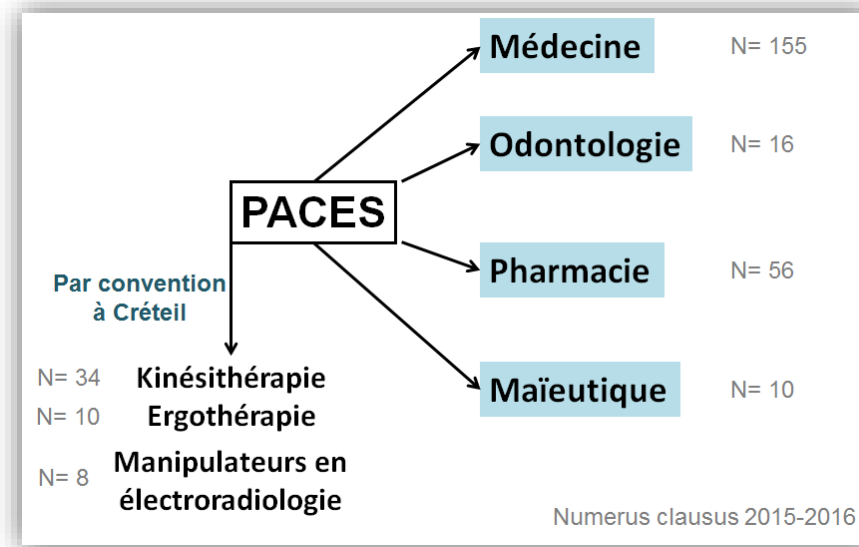 Médecine N= 155
Odontologie N= 16
PACES
Pharmacie N= 56
Par convention
à Créteil
Maïeutique N= 10
N= 34 Kinésithérapie
N= 10 Ergothérapie
N= 8 Manipulateurs en
électroradiologie
Numerus clausus 2015-2016